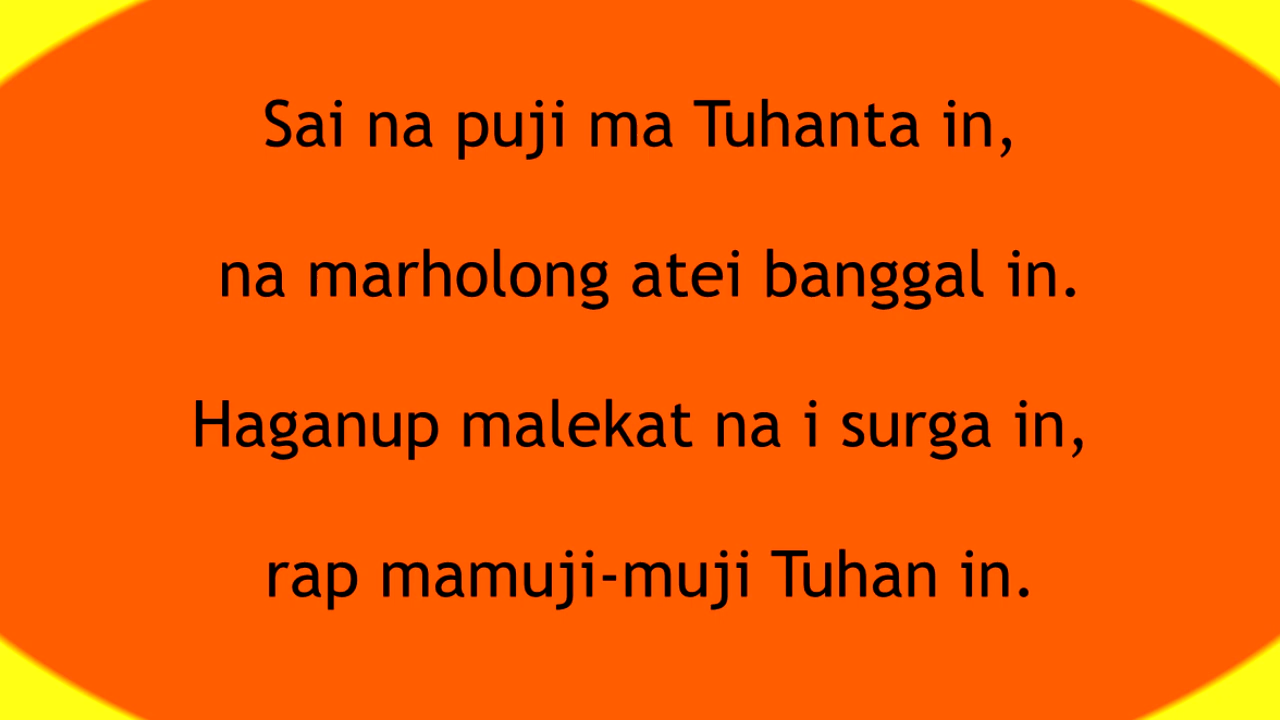 Sai na puji ma Tuhanta in,
na marholong atei banggal in.
Haganup malekat na i surga in,
rap mamuji-muji Tuhan in.